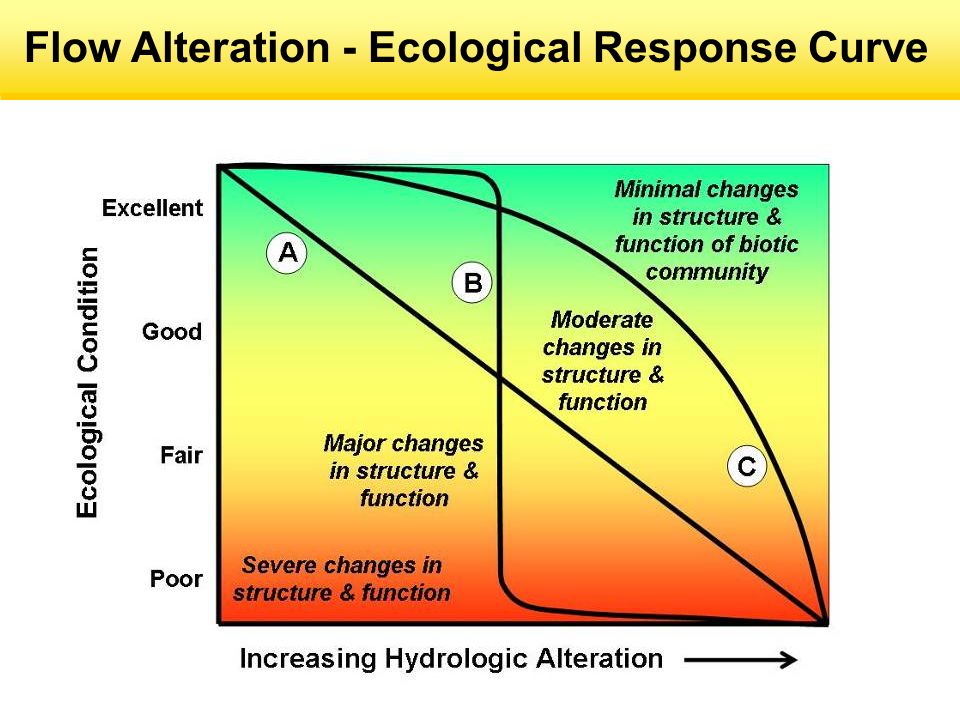 Flow Alteration - Ecological Response Curve
Ecological Condition
Excellent
Good
Fair
Poor
A
B
C
Minimal changes
in structure &
function of biotic
community
Moderate
changes in
structure &
function
Major changes
in structure &
function
Severe changes in
structure & function
Increasing Hydrologic Alteration